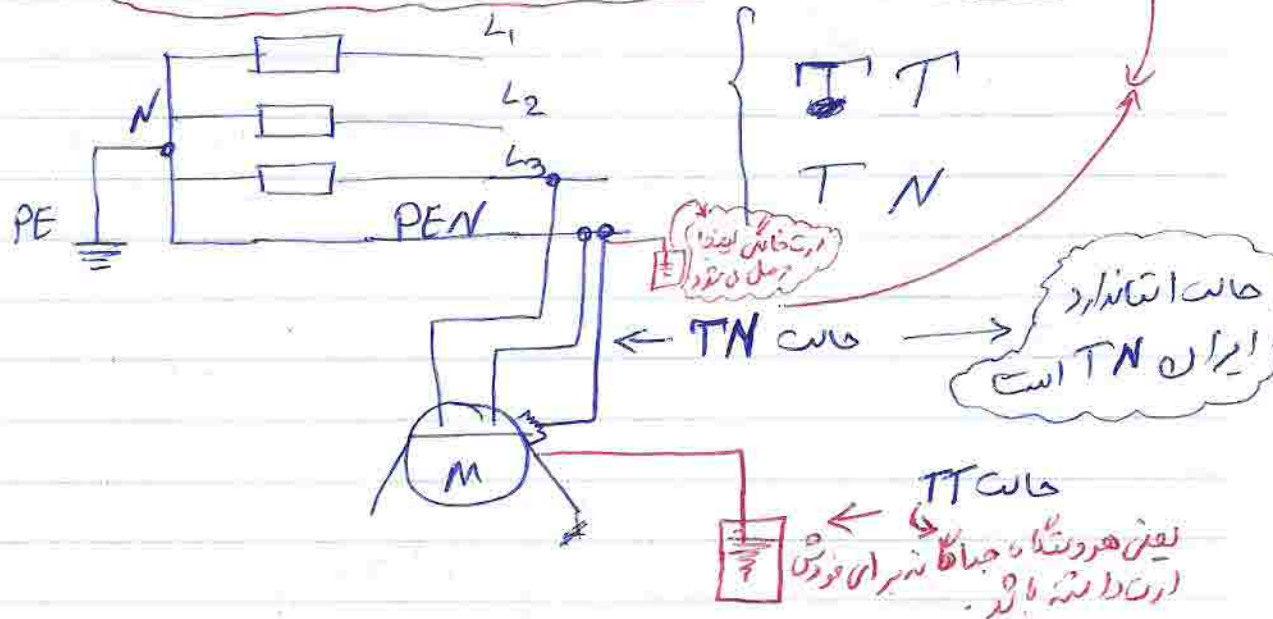 L1
L2
L3
N
PE
PEN
T T
T N
ارت خانگی اینجا
وصل می شود
حالت TN
حالت استاندارد
ایران TN است
M
حالت TT
یعنی هر دستگاه جداگانه برای خودش
ارت داشته باشد.